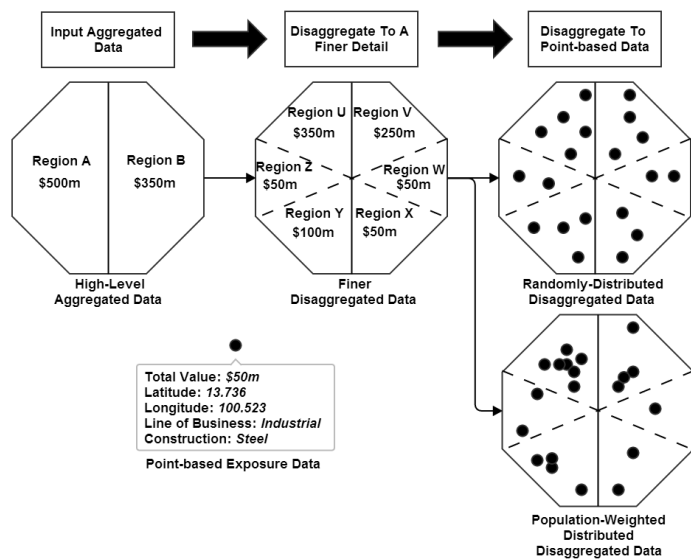 Input Aggregated
Data
Disaggregate To A
Finer Detail
Disaggregate To
Point-based Data
Region A
$500m
Region B
$350m
Region U
$350m
Region V
$250m
Region Z
$50m
Region W
$50m
Region Y
$100m
Region X
$50m
High-Level
Aggregated Data
Finer
Disaggregated Data
Randomly-Distributed
Disaggregated Data
Total Value: $50m
Latitude: 13.736
Longitude: 100.523
Line of Business: Industrial
Construction: Steel
Point-based Exposure Data
Population-Weighted
Distributed
Disaggregated Data